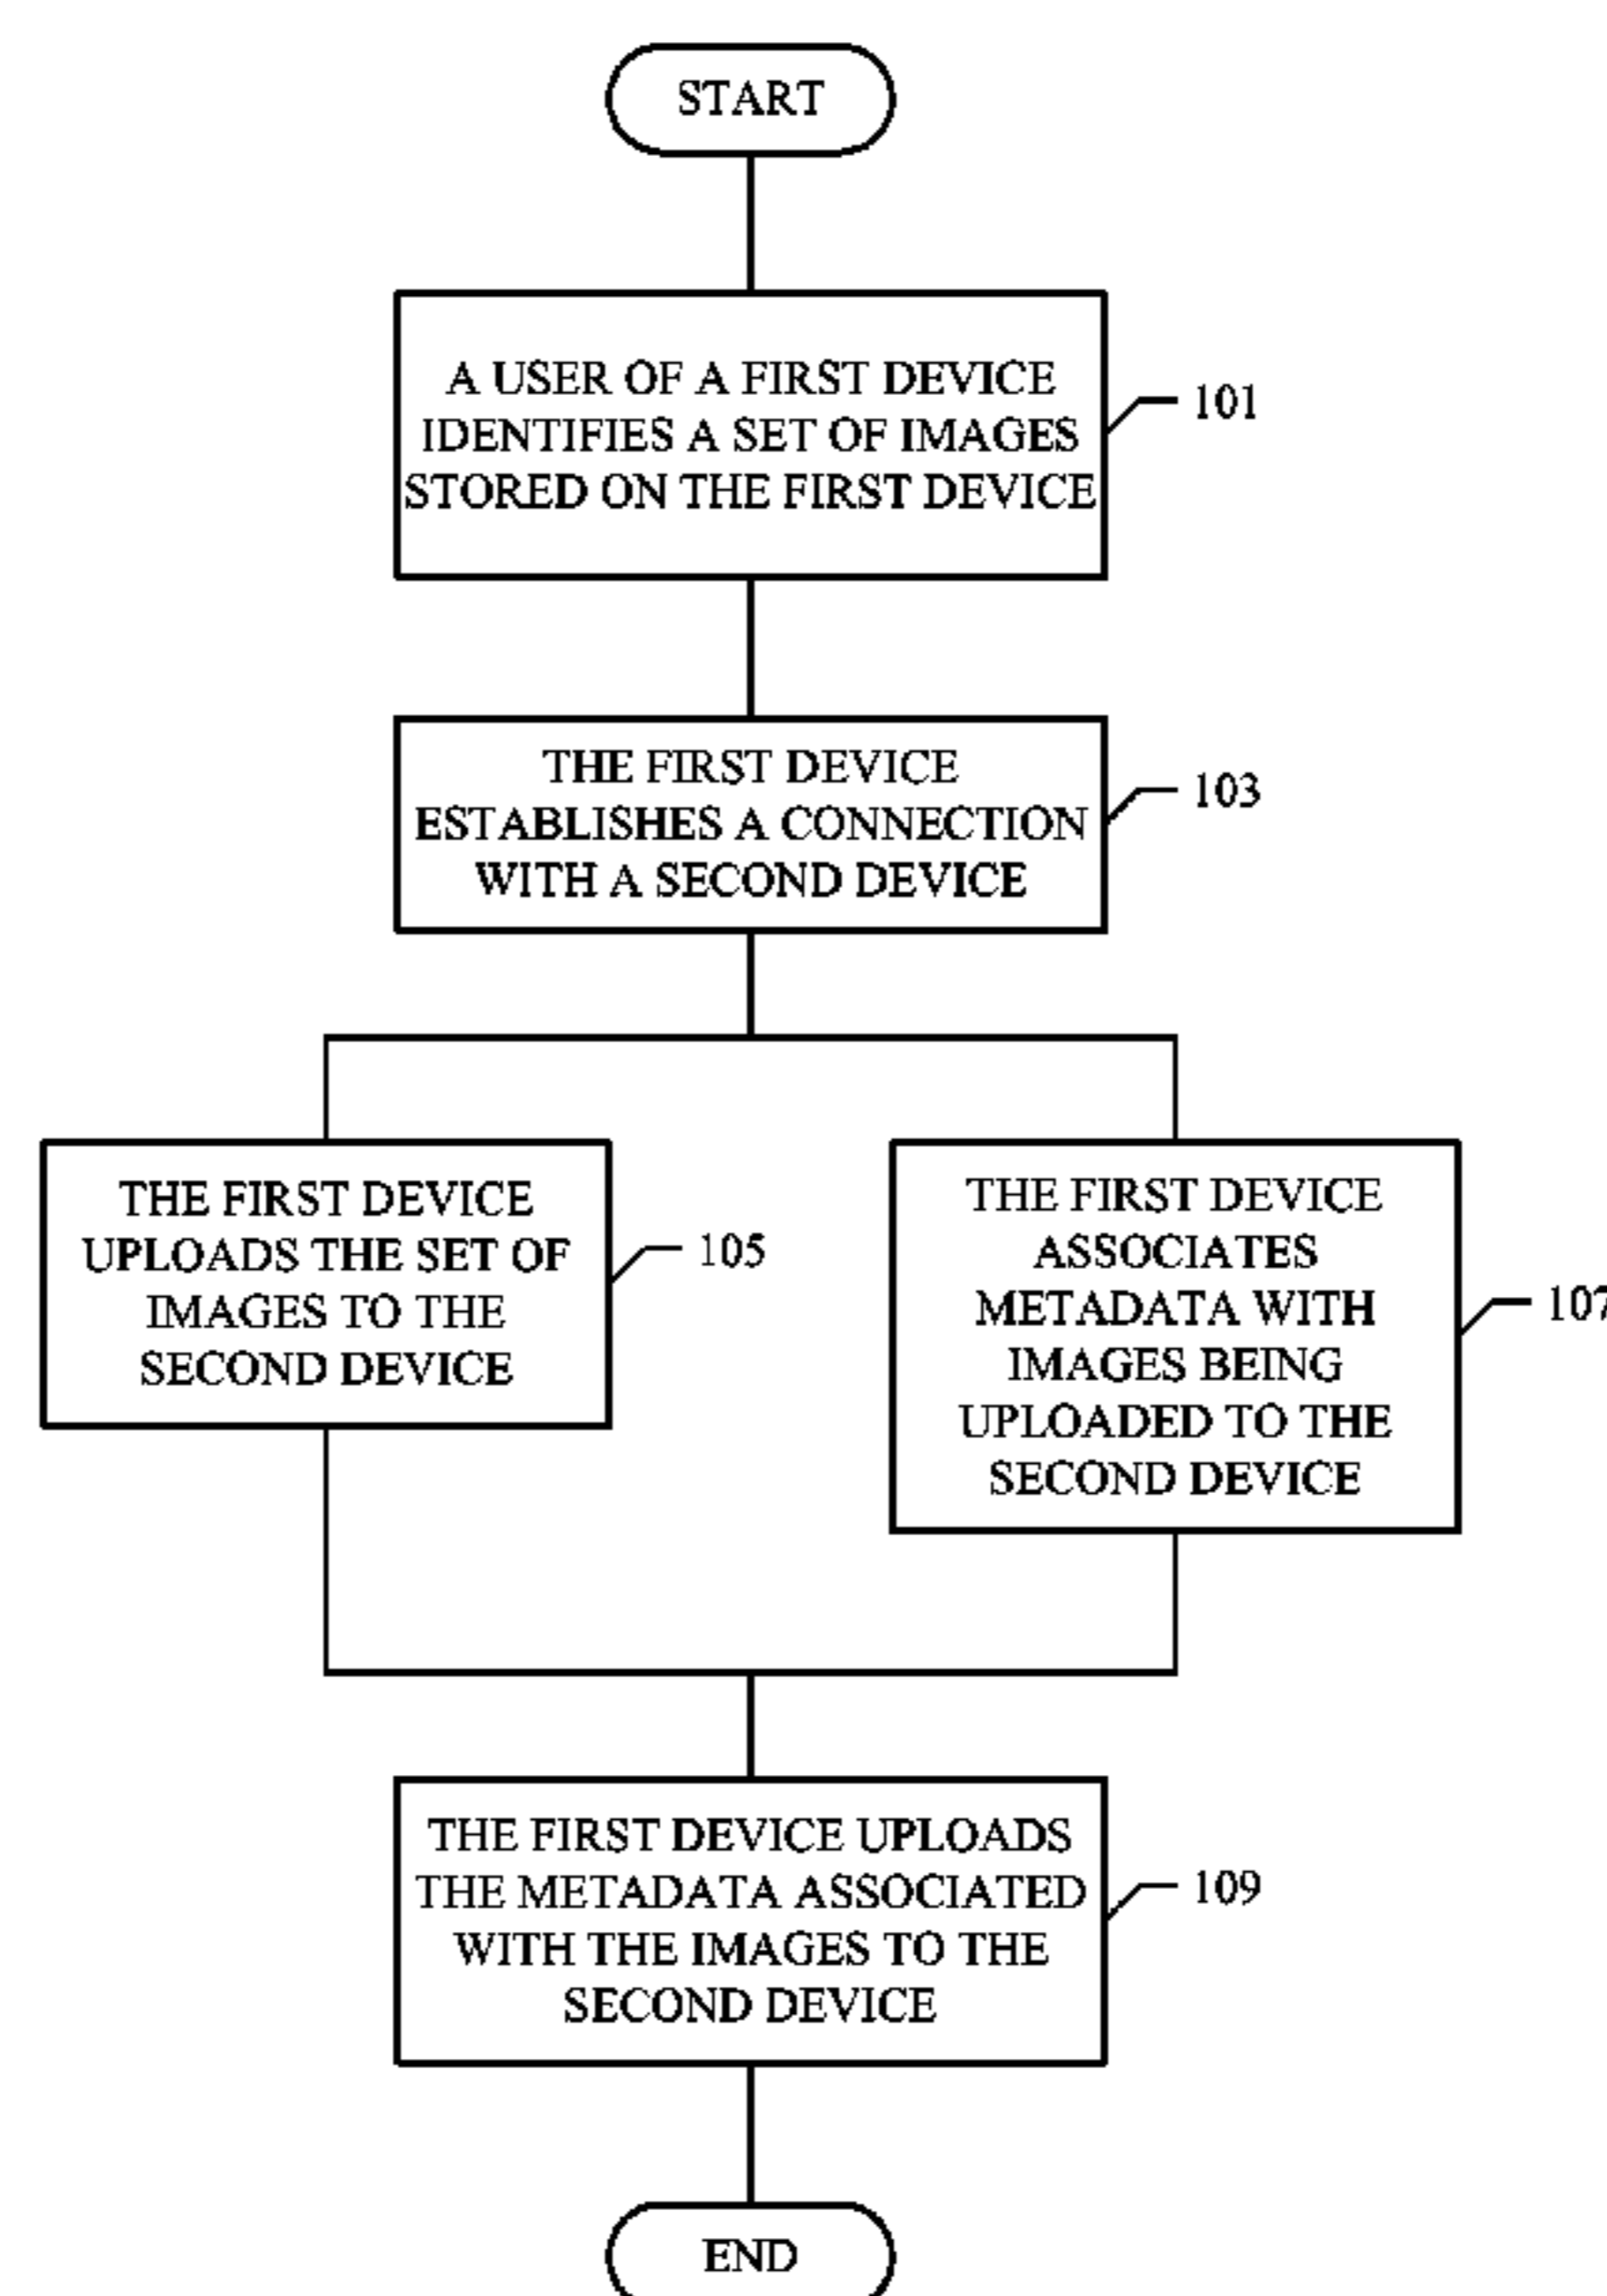 START
A USER OF A FIRST DEVICE
IDENTIFIES A SET OF IMAGES
STORED ON THE FIRST DEVICE
101
THE FIRST DEVICE
ESTABLISHES A CONNECTION
WITH A SECOND DEVICE
103
THE FIRST DEVICE
UPLOADS THE SET OF
IMAGES TO THE
SECOND DEVICE
105
THE FIRST DEVICE
ASSOCIATES
METADATA WITH
IMAGES BEING
UPLOADED TO THE
SECOND DEVICE
107
THE FIRST DEVICE UPLOADS
THE METADATA ASSOCIATED
WITH THE IMAGES TO THE
SECOND DEVICE
109
END